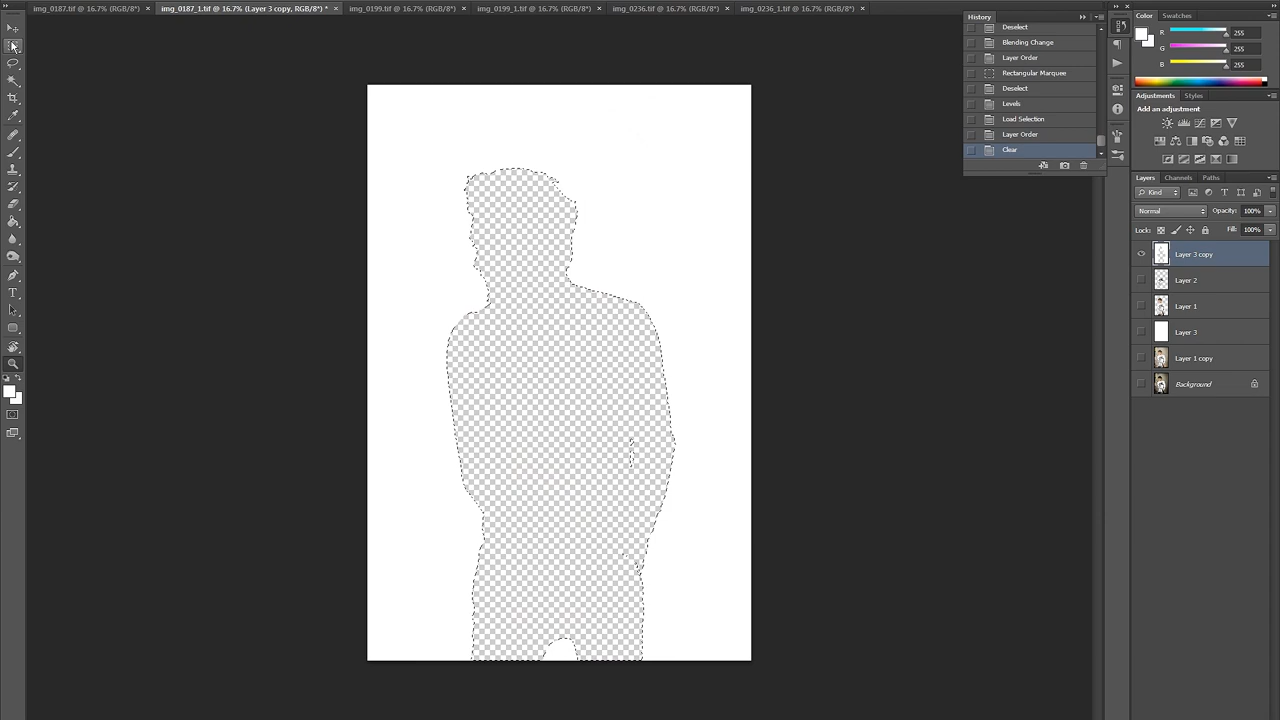 img_0187.tif @ 16.7% (RGB/8*) × img_0187_1.tif @ 16.7% (Layer 3 copy, RGB/8*) * × img_0199.tif @ 16.7% (RGB/8*) × img_0199_1.tif @ 16.7% (RGB/8*) × img_0236.tif @ 16.7% (RGB/8*) × img_0236_1.tif @ 16.7% (RGB/8*) ×
History
Deselect
Blending Change
Layer Order
Rectangular Marquee
Deselect
Levels
Load Selection
Layer Order
Clear
Color Swatches
R 255
G 255
B 255
Adjustments Styles
Add an adjustment
Layers Channels Paths
Kind
Normal Opacity: 100%
Lock: Fill: 100%
Layer 3 copy
Layer 2
Layer 1
Layer 3
Layer 1 copy
Background